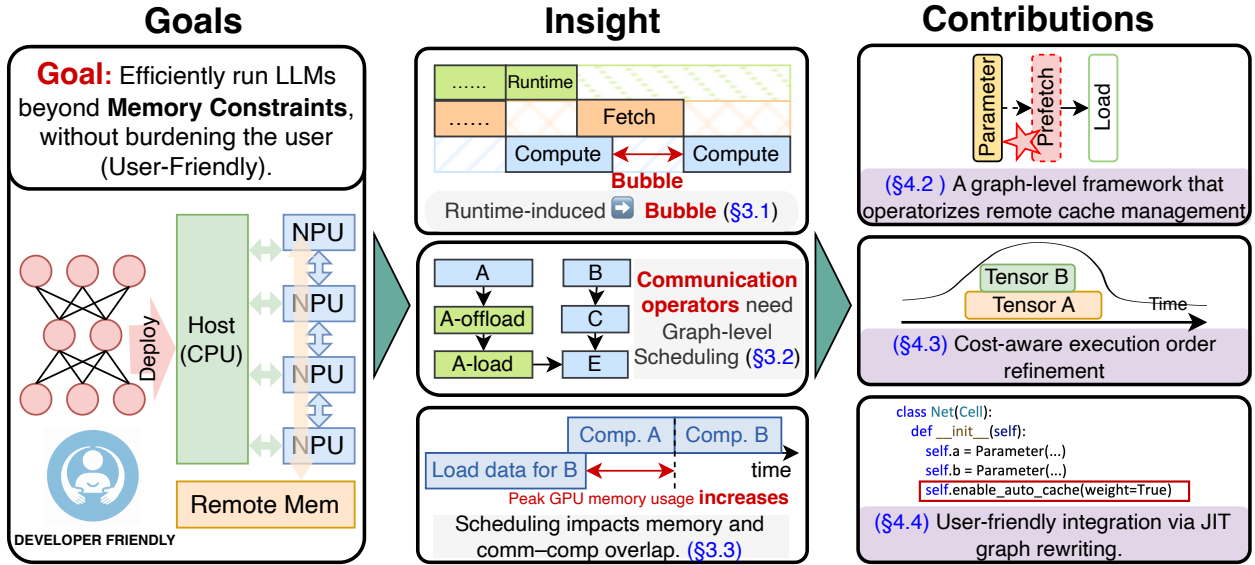 Goals
Goal: Efficiently run LLMs
beyond Memory Constraints,
without burdening the user
(User-Friendly).
Deploy
Host
(CPU)
NPU
NPU
NPU
NPU
Remote Mem
DEVELOPER FRIENDLY
Insight
...... Runtime
...... Fetch
Compute Compute
Bubble
Runtime-induced ➡ Bubble (§3.1)
A B
A-offload C
A-load E
Communication
operators need
Graph-level
Scheduling (§3.2)
Comp. A Comp. B
Load data for B
time
Peak GPU memory usage increases
Scheduling impacts memory and
comm–comp overlap. (§3.3)
Contributions
Parameter
Prefetch
Load
(§4.2 ) A graph-level framework that
operatorizes remote cache management
Tensor B
Tensor A
Time
(§4.3) Cost-aware execution order
refinement
class Net(Cell):
def __init__(self):
self.a = Parameter(...)
self.b = Parameter(...)
self.enable_auto_cache(weight=True)
(§4.4) User-friendly integration via JIT
graph rewriting.